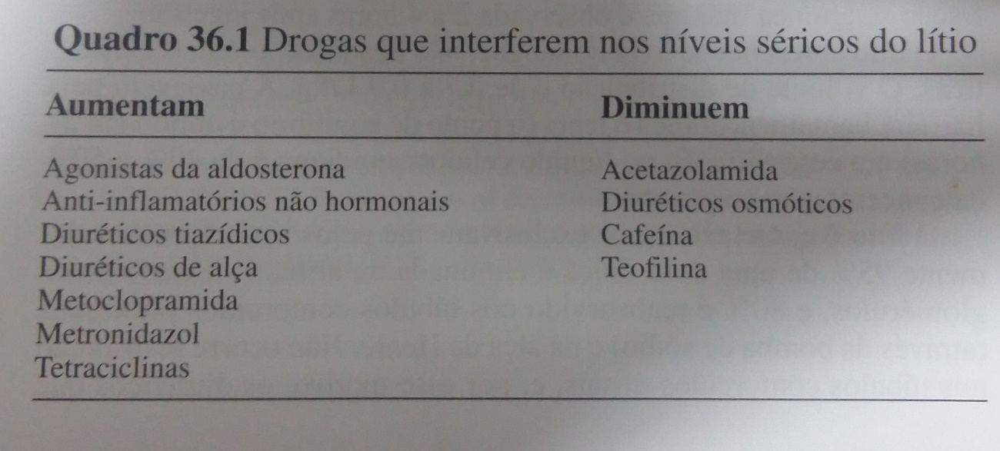 Quadro 36.1 Drogas que interferem nos níveis séricos do lítio
Aumentam Diminuem
Agonistas da aldosterona Acetazolamida
Anti-inflamatórios não hormonais Diuréticos osmóticos
Diuréticos tiazídicos Cafeína
Diuréticos de alça Teofilina
Metoclopramida
Metronidazol
Tetraciclinas